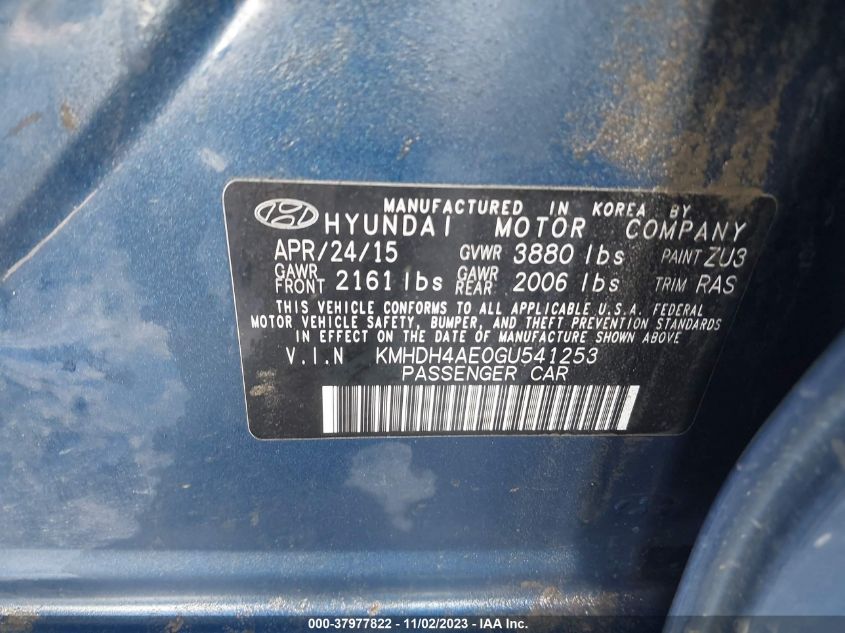 MANUFACTURED IN KOREA BY
HYUNDAI MOTOR COMPANY
APR/24/15 GVWR 3880 lbs PAINT ZU3
GAWR FRONT 2161 lbs GAWR REAR 2006 lbs TRIM RAS
THIS VEHICLE CONFORMS TO ALL APPLICABLE U.S.A. FEDERAL
MOTOR VEHICLE SAFETY, BUMPER, AND THEFT PREVENTION STANDARDS
IN EFFECT ON THE DATE OF MANUFACTURE SHOWN ABOVE
V.I.N KMHDH4AE0GU541253
PASSENGER CAR
000-37977822 - 11/02/2023 - IAA Inc.